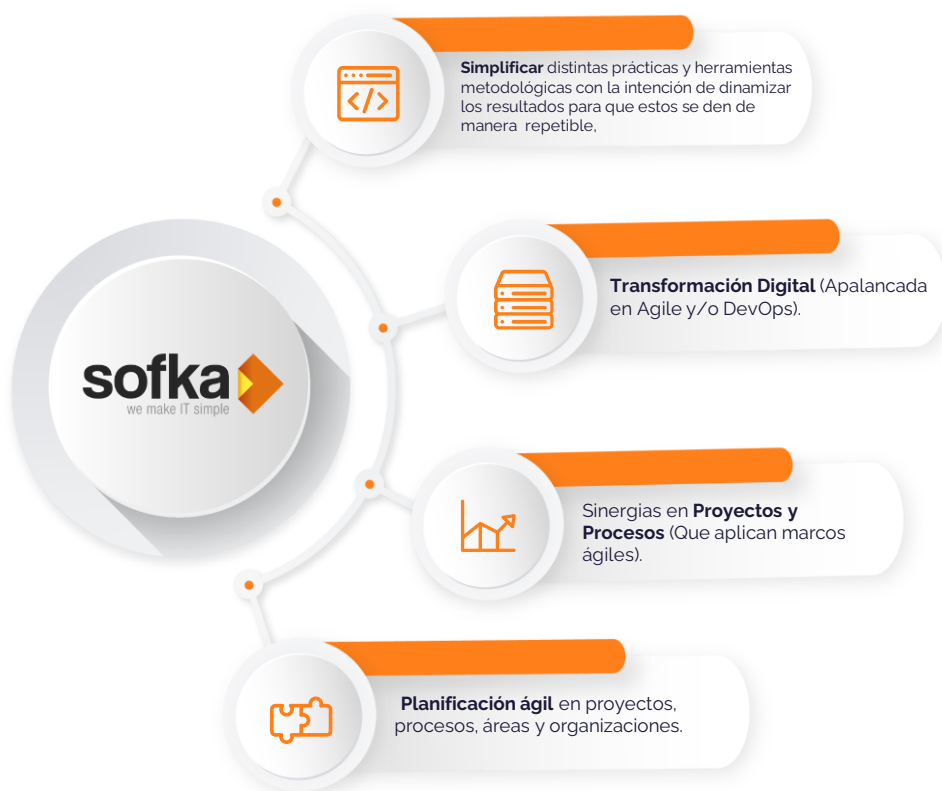 Simplificar distintas prácticas y herramientas
metodológicas con la intención de dinamizar
los resultados para que estos se den de
manera repetible,
Transformación Digital (Apalancada
en Agile y/o DevOps).
sofka
we make IT simple
Sinergias en Proyectos y
Procesos (Que aplican marcos
ágiles).
Planificación ágil en proyectos,
procesos, áreas y organizaciones.